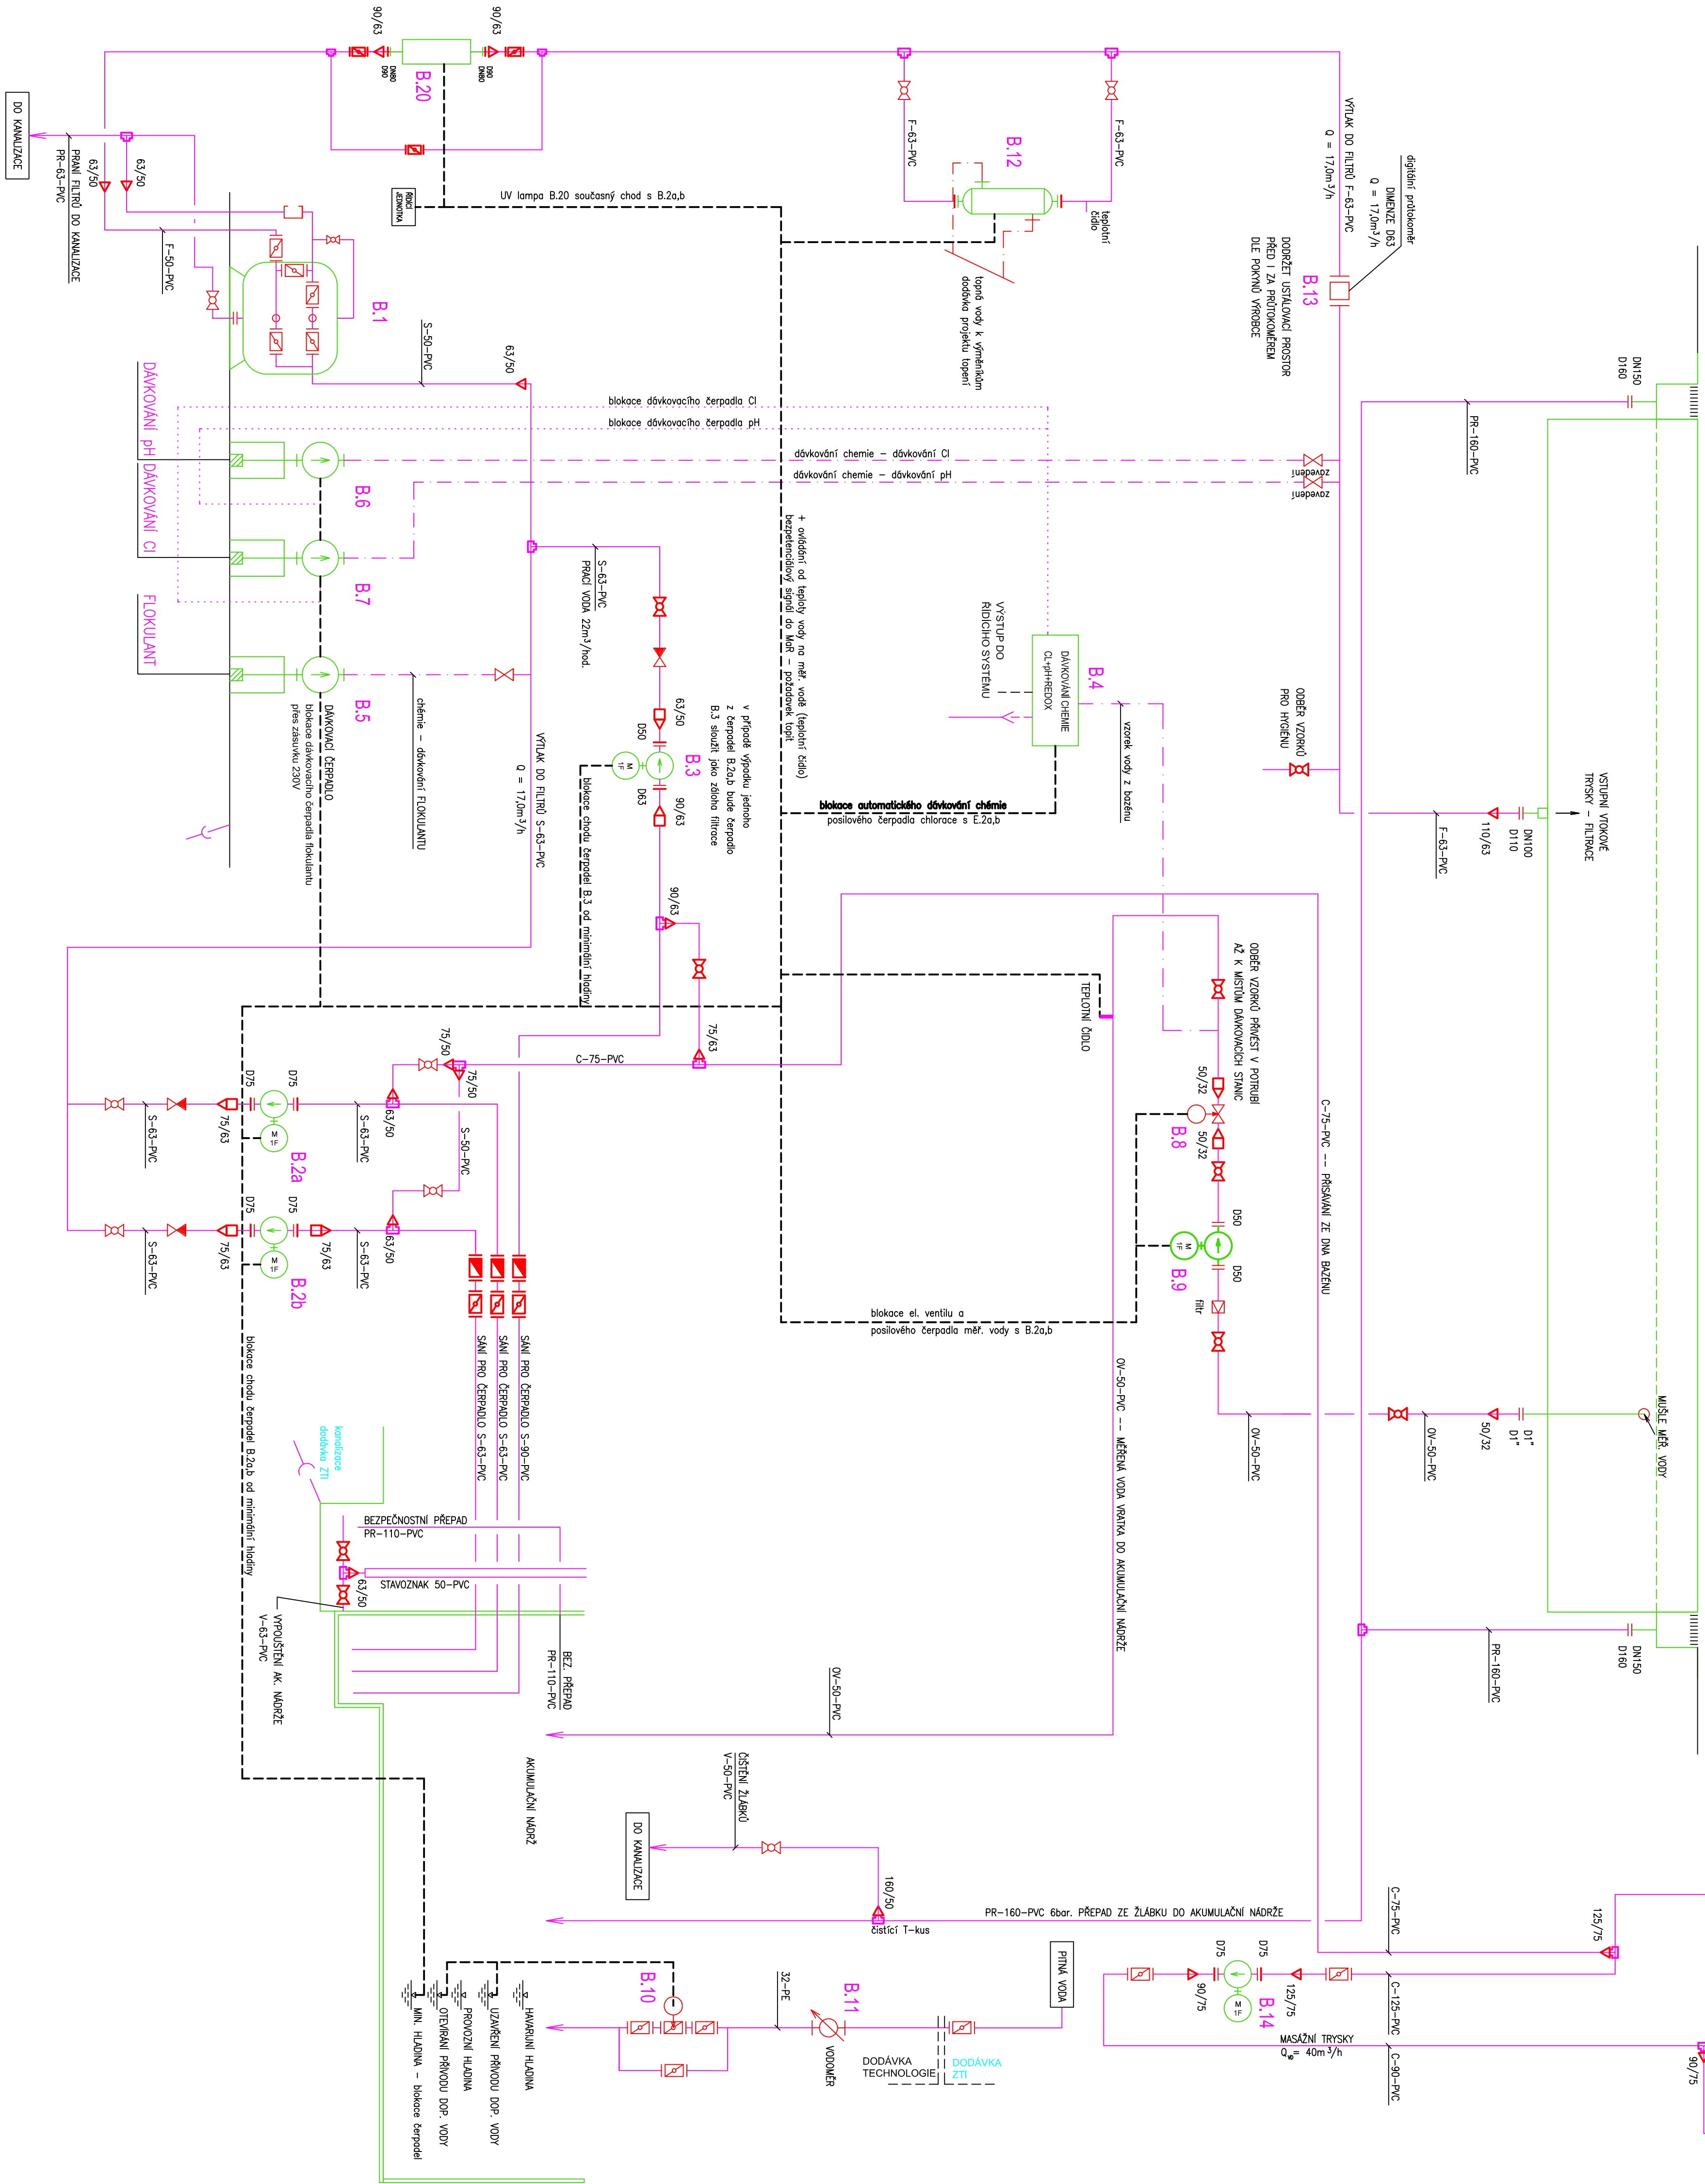 90/63
90/63
DN80
D90
D90
DN80
B.20
DO KANALIZACE
PRANÍ FILTRŮ DO KANALIZACE
PR-63-PVC
63/50
63/50
F-50-PVC
ŘÍDÍCÍ
JEDNOTKA
UV lampa B.20 současný chod s B.2a,b
F-63-PVC
F-63-PVC
B.12
teplotní
čidlo
topná vody k výměníkům
dodávka projektu topení
VÝTLAK DO FILTRŮ F-63-PVC
Q = 17,0m³/h
digitální průtokoměr
DIMENZE D63
Q = 17,0m³/h
B.13
DODRŽET USTÁLOVACÍ PROSTOR
PŘED I ZA PRŮTOKOMĚREM
DLE POKYNŮ VÝROBCE
DN150
D160
PR-160-PVC
B.1
S-50-PVC
63/50
blokace dávkovacího čerpadla Cl
blokace dávkovacího čerpadla pH
dávkování chemie - dávkování Cl
dávkování chemie - dávkování pH
zavedení
zavedení
DÁVKOVÁNÍ pH
DÁVKOVÁNÍ Cl
FLOKULANT
B.6
B.7
B.5
S-63-PVC
PRACÍ VODA 22m³/hod.
chémie - dávkování FLOKULANTU
DÁVKOVACÍ ČERPADLO
blokace dávkovacího čerpadla flokulantu
přes zásuvku 230V
VÝTLAK DO FILTRŮ S-63-PVC
Q = 17,0m³/h
63/50
D50
B.3
M
1F
D63
90/63
v případě výpadku jednoho
z čerpadel B.2a,b bude čerpadlo
B.3 sloužit jako záloha filtrace
blokace chodu čerpadel B.3 od minimální hladiny
+ ovládání od teploty vody na měř. vodě (teplotní čidlo)
bezpetenciálový signál do MaR - požadavek topit
VÝSTUP DO
ŘÍDÍCÍHO SYSTÉMU
B.4
DÁVKOVÁNÍ CHEMIE
CL+pH+REDOX
vzorek vody z bazénu
blokace automatického dávkování chémie
posilového čerpadla chlorace s E.2a,b
ODBĚR VZORKŮ
PRO HYGIÉNU
VSTUPNÍ VTOKOVÉ
TRYSKY - FILTRACE
DN100
D110
110/63
F-63-PVC
90/63
75/63
C-75-PVC
TEPLOTNÍ ČIDLO
ODBĚR VZORKŮ PŘIVÉST V POTRUBÍ
AŽ K MÍSTŮM DÁVKOVACÍCH STANIC
50/32
B.8
50/32
D50
M
1F
B.9
D50
filtr
blokace el. ventilu a
posilového čerpadla měř. vody s B.2a,b
C-75-PVC -- PŘISÁVÁNÍ ZE DNA BAZÉNU
OV-50-PVC -- MĚŘENÁ VODA VRATKA DO AKUMULAČNÍ NÁDRŽE
OV-50-PVC
OV-50-PVC
50/32
D1"
D1"
MUŠLE MĚŘ. VODY
75/50
75/50
S-50-PVC
63/50
63/50
D75
D75
S-63-PVC
75/63
S-63-PVC
M
1F
B.2a
D75
D75
S-63-PVC
75/63
75/63
S-63-PVC
M
1F
B.2b
SÁNÍ PRO ČERPADLO S-63-PVC
SÁNÍ PRO ČERPADLO S-63-PVC
SÁNÍ PRO ČERPADLO S-90-PVC
blokace chodu čerpadel B.2a,b od minimální hladiny
kanalizace
dodávka ZTI
BEZPEČNOSTNÍ PŘEPAD
PR-110-PVC
STAVOZNAK 50-PVC
63/50
VYPOUŠTĚNÍ AK. NÁDRŽE
V-63-PVC
BEZ. PŘEPAD
PR-110-PVC
OV-50-PVC
DN150
D160
PR-160-PVC
AKUMULAČNÍ NÁDRŽ
ČIŠTĚNÍ ŽLÁBKŮ
V-50-PVC
DO KANALIZACE
160/50
čistící T-kus
PR-160-PVC 6bar. PŘEPAD ZE ŽLÁBKU DO AKUMULAČNÍ NÁDRŽE
C-75-PVC
125/75
C-125-PVC
D75
D75
125/75
90/75
M
1F
B.14
MASÁŽNÍ TRYSKY
= 40m³/h
C-90-PVC
90/75
PITNÁ VODA
DODÁVKA
TECHNOLOGIE
DODÁVKA
ZTI
B.11
VODOMĚR
32-PE
B.10
HAVARIJNI HLADINA
UZAVŘENÍ PŘÍVODU DOP. VODY
PROVOZNÍ HLADINA
OTEVÍRÁNÍ PŘÍVODU DOP. VODY
MIN. HLADINA - blokace čerpadel